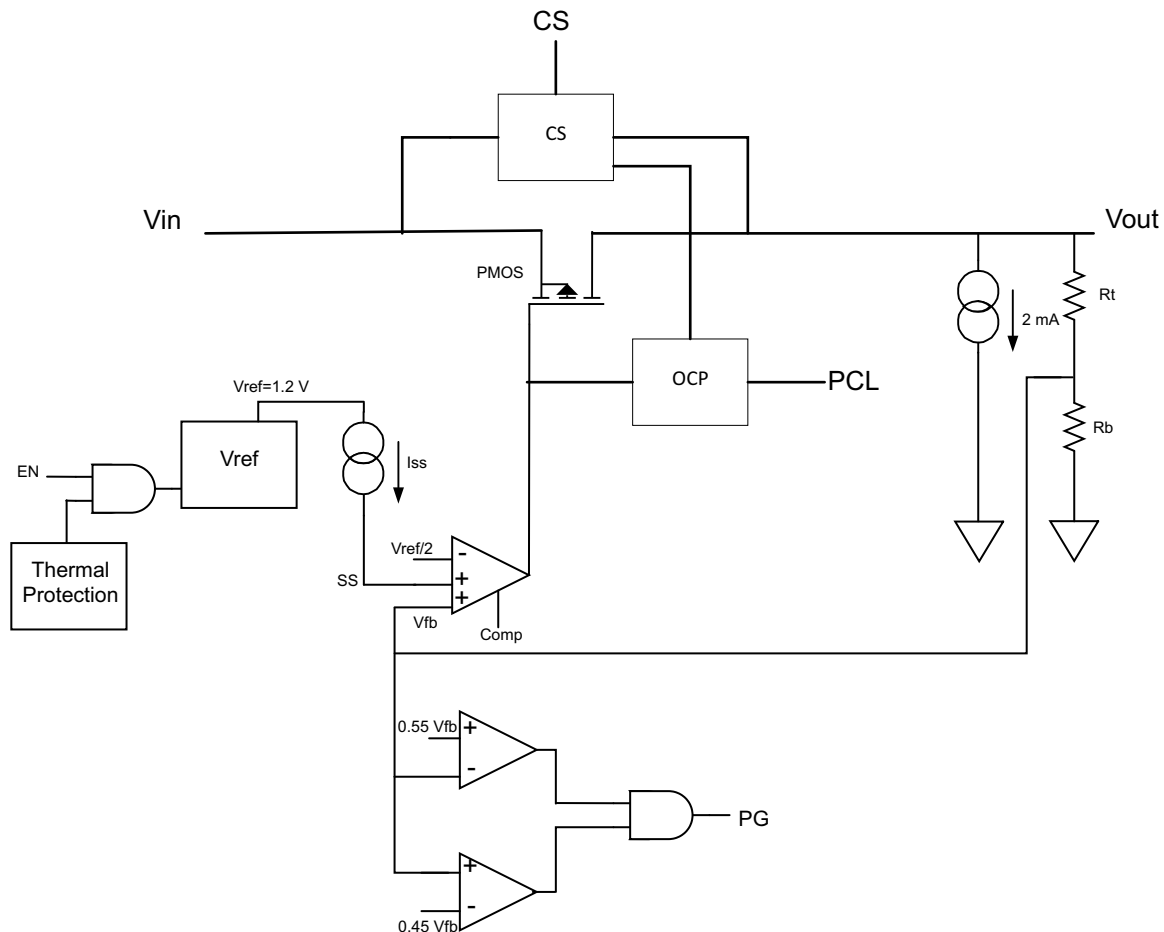 CS
CS
Vin
Vout
PMOS
Rt
2 mA
OCP
PCL
Vref=1.2 V
Rb
Vref
Iss
EN
Thermal
Protection
Vref/2
-
SS
+
+
Vfb
Comp
0.55 Vfb
+
-
PG
+
-
0.45 Vfb